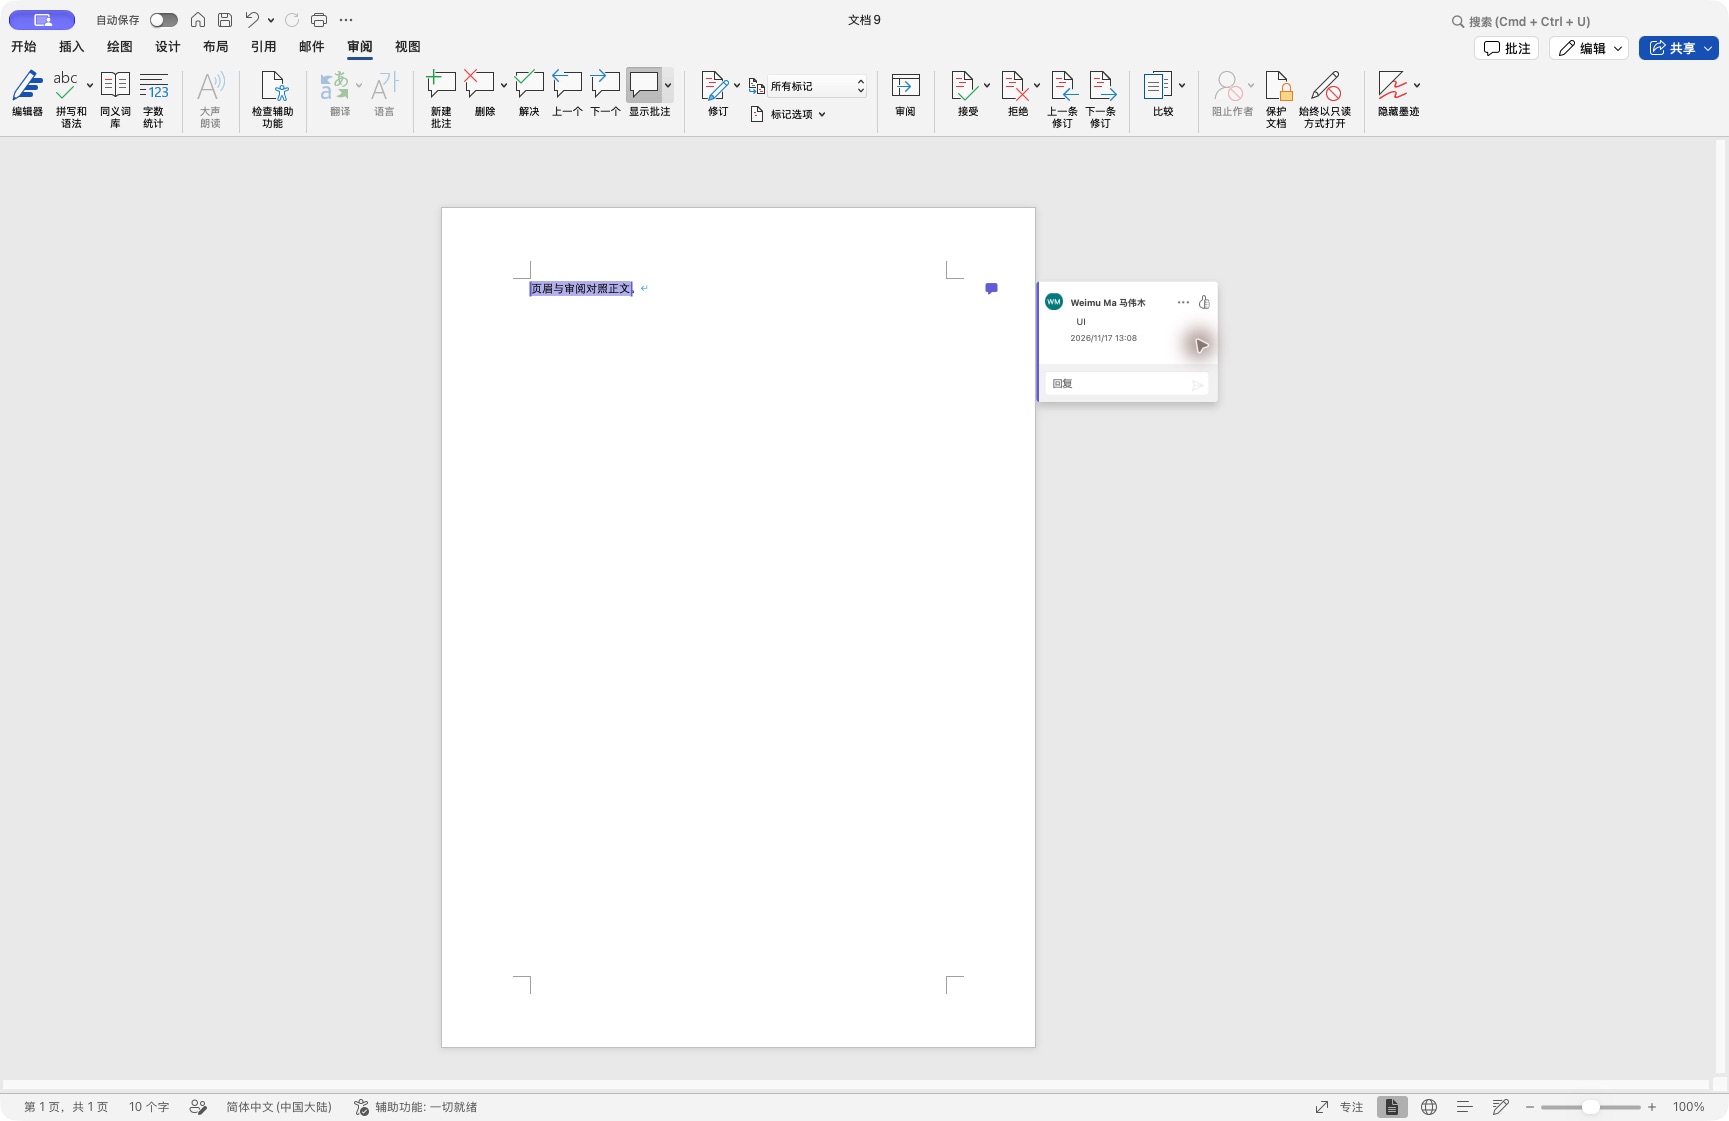 自动保存
文档9
搜索 (Cmd + Ctrl + U)
开始 插入 绘图 设计 布局 引用 邮件 审阅 视图
批注 编辑 共享
编辑器
abc
拼写和
语法
同义词
库
123
字数
统计
大声
朗读
检查辅助
功能
翻译
语言
新建
批注
删除
解决
上一个
下一个
显示批注
修订
所有标记
标记选项
审阅
接受
拒绝
上一条
修订
下一条
修订
比较
阻止作者
保护
文档
始终以只读
方式打开
隐藏墨迹
页眉与审阅对照正文。
WM
Weimu Ma 马伟木
UI
2026/11/17 13:08
回复
第 1 页，共 1 页 10 个字 简体中文 (中国大陆) 辅助功能: 一切就绪
专注 100%